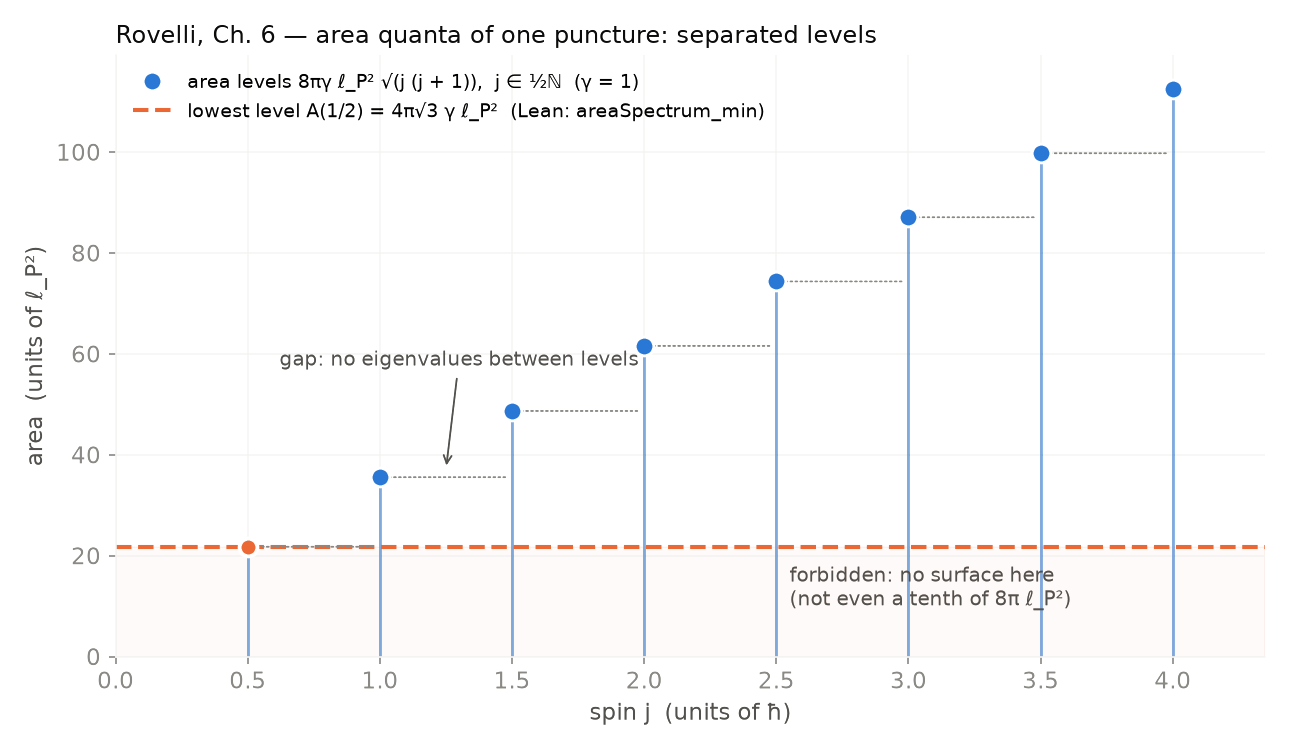 Rovelli, Ch. 6 — area quanta of one puncture: separated levels
area levels 8πγ ℓ_P² √(j (j + 1)),  j ∈ ½ℕ  (γ = 1)
lowest level A(1/2) = 4π√3 γ ℓ_P²  (Lean: areaSpectrum_min)
area  (units of ℓ_P²)
100
80
60
40
20
0
gap: no eigenvalues between levels
forbidden: no surface here
(not even a tenth of 8π ℓ_P²)
0.0 0.5 1.0 1.5 2.0 2.5 3.0 3.5 4.0
spin j  (units of ħ)